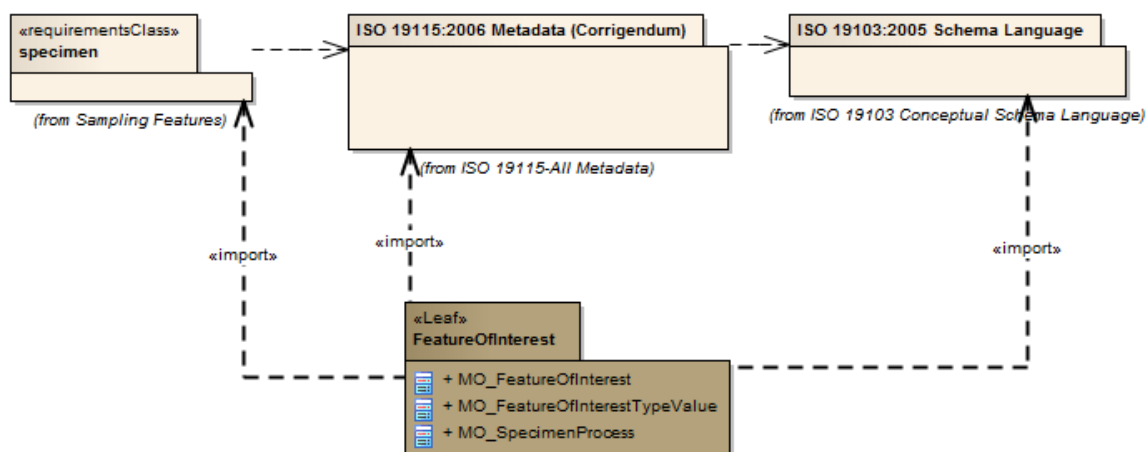 «requirementsClass»
specimen
(from Sampling Features)
ISO 19115:2006 Metadata (Corrigendum)
(from ISO 19115-All Metadata)
ISO 19103:2005 Schema Language
(from ISO 19103 Conceptual Schema Language)
«import»
«import»
«import»
«Leaf»
FeatureOfInterest
+ MO_FeatureOfInterest
+ MO_FeatureOfInterestTypeValue
+ MO_SpecimenProcess